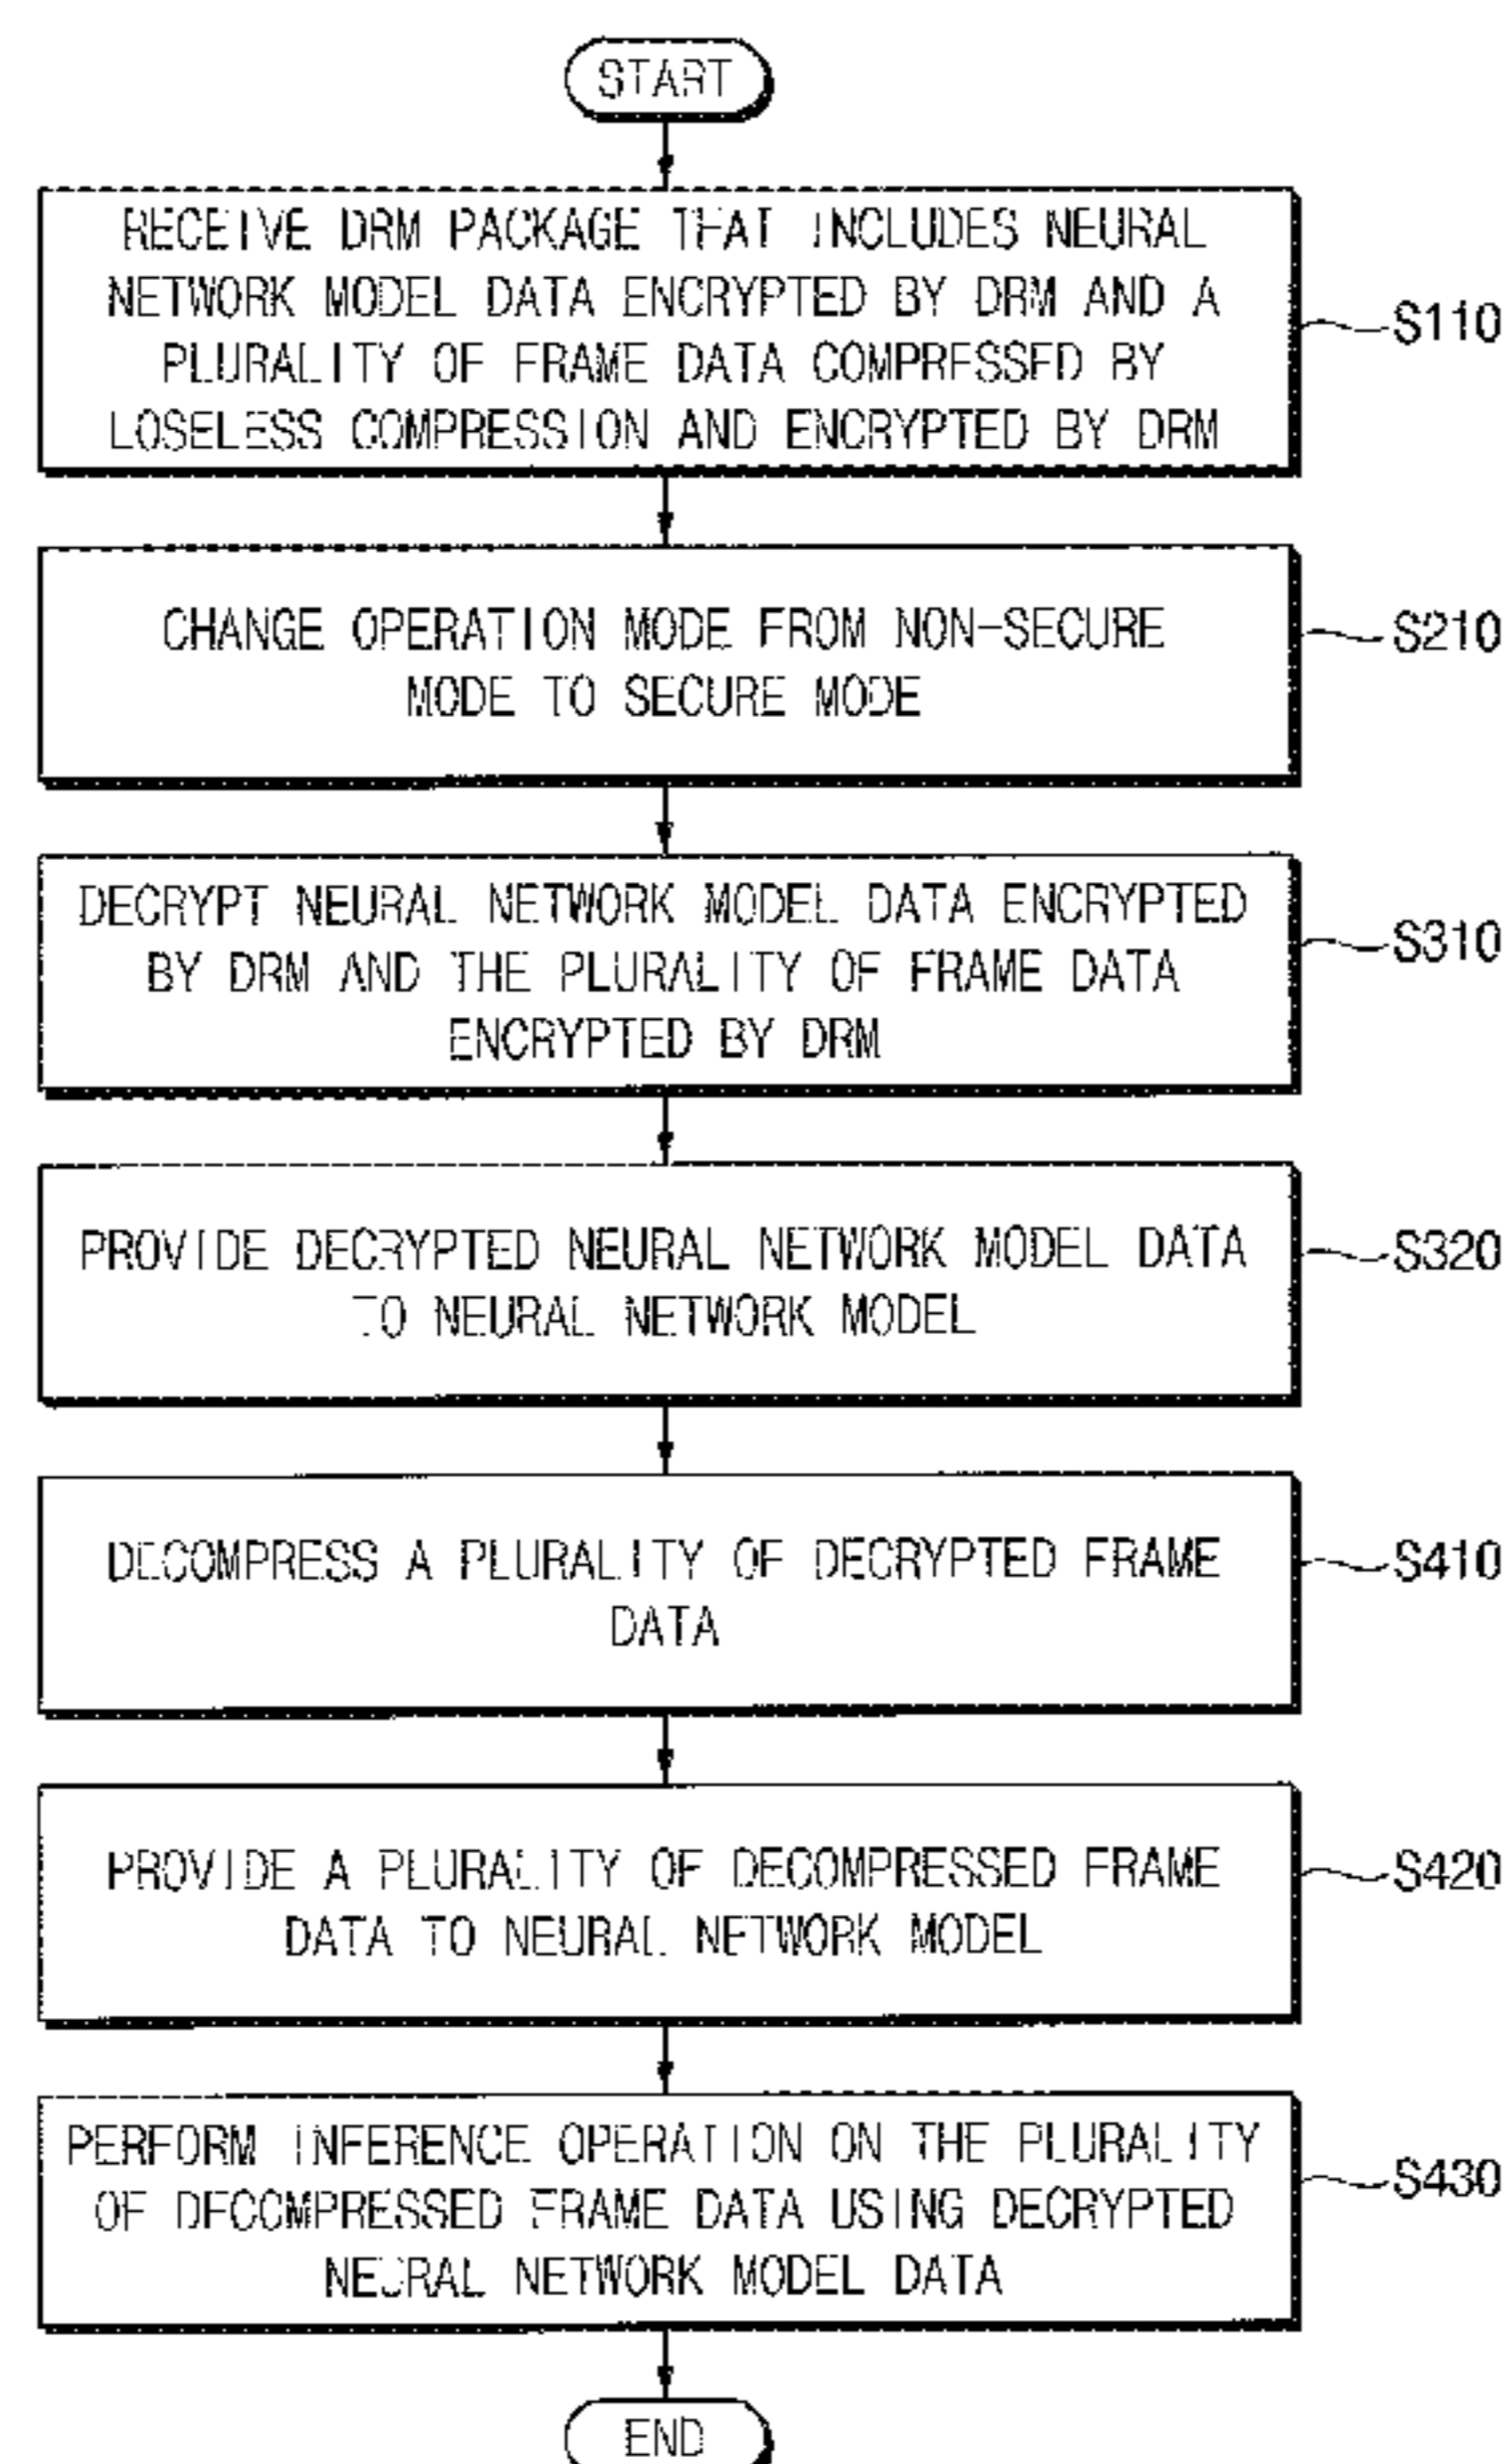 START
RECEIVE DRM PACKAGE THAT INCLUDES NEURAL
NETWORK MODEL DATA ENCRYPTED BY DRM AND A
PLURALITY OF FRAME DATA COMPRESSED BY
LOSELESS COMPRESSION AND ENCRYPTED BY DRM
S110
CHANGE OPERATION MODE FROM NON-SECURE
MODE TO SECURE MODE
S210
DECRYPT NEURAL NETWORK MODEL DATA ENCRYPTED
BY DRM AND THE PLURALITY OF FRAME DATA
ENCRYPTED BY DRM
S310
PROVIDE DECRYPTED NEURAL NETWORK MODEL DATA
TO NEURAL NETWORK MODEL
S320
DECOMPRESS A PLURALITY OF DECRYPTED FRAME
DATA
S410
PROVIDE A PLURALITY OF DECOMPRESSED FRAME
DATA TO NEURAL NETWORK MODEL
S420
PERFORM INFERENCE OPERATION ON THE PLURALITY
OF DECOMPRESSED FRAME DATA USING DECRYPTED
NEURAL NETWORK MODEL DATA
S430
END